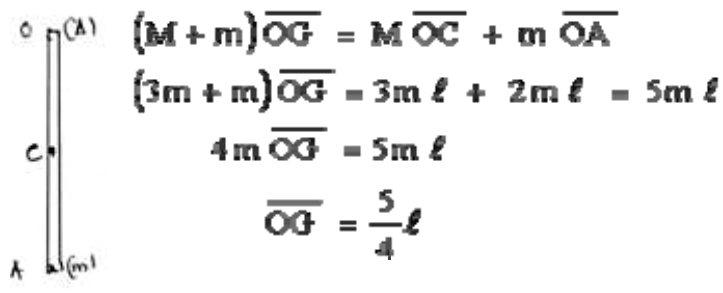 O (Δ) (M + m) OG = M OC + m OA
(3m + m) OG = 3m ℓ + 2m ℓ = 5m ℓ
C 4m OG = 5m ℓ
OG = 5/4 ℓ
A (m)